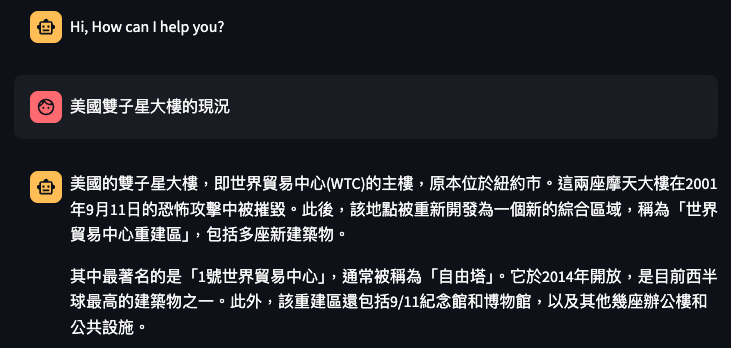 Hi, How can I help you?
美國雙子星大樓的現況
美國的雙子星大樓，即世界貿易中心(WTC)的主樓，原本位於紐約市。這兩座摩天大樓在2001
年9月11日的恐怖攻擊中被摧毀。此後，該地點被重新開發為一個新的綜合區域，稱為「世界
貿易中心重建區」，包括多座新建築物。
其中最著名的是「1號世界貿易中心」，通常被稱為「自由塔」。它於2014年開放，是目前西半
球最高的建築物之一。此外，該重建區還包括9/11紀念館和博物館，以及其他幾座辦公樓和
公共設施。